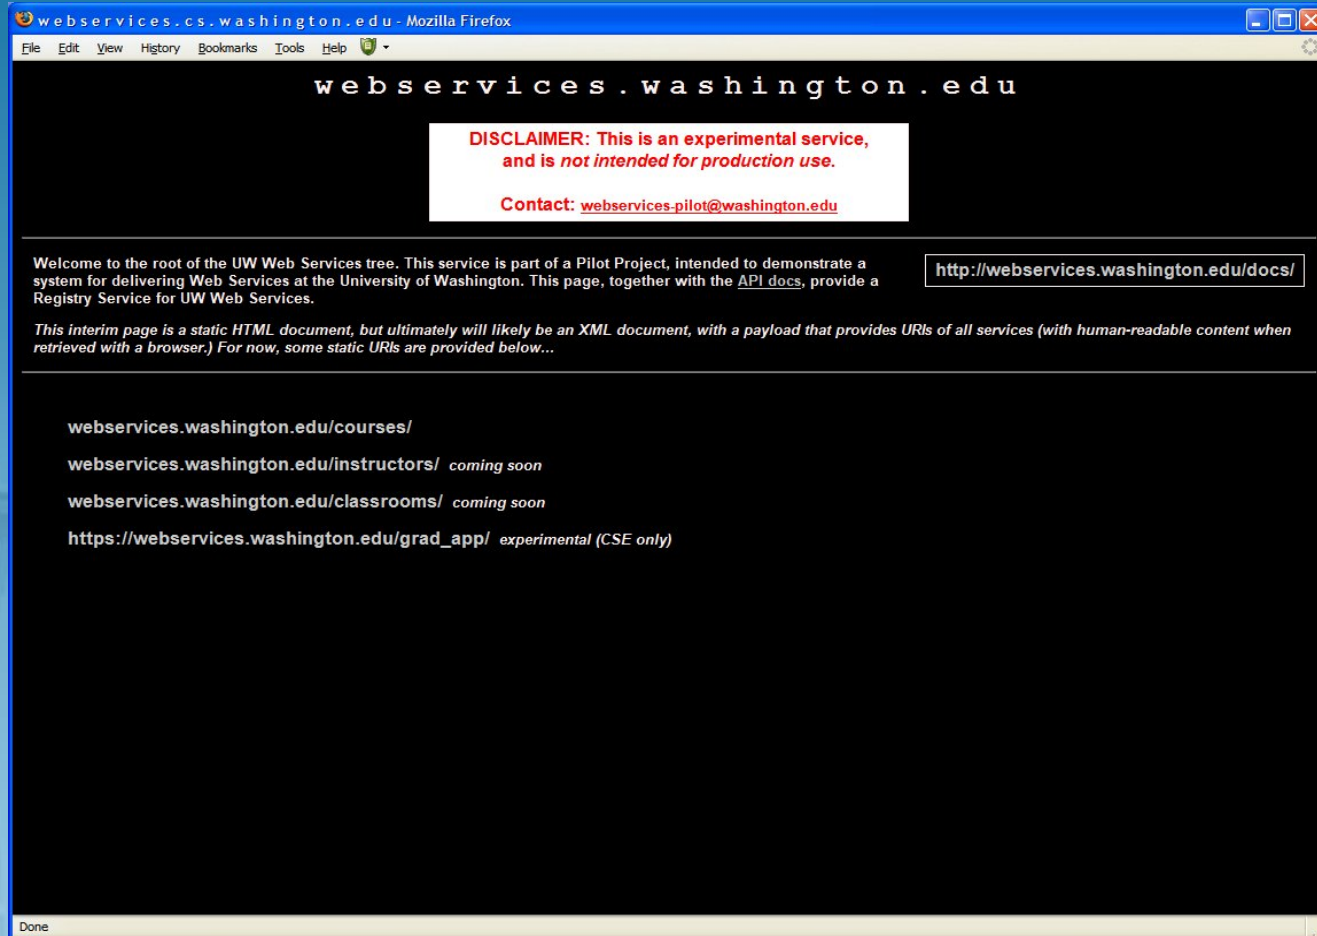 w e b s e r v i c e s . c s . w a s h i n g t o n . e d u - Mozilla Firefox
File Edit View History Bookmarks Tools Help
w e b s e r v i c e s . w a s h i n g t o n . e d u
DISCLAIMER: This is an experimental service,
and is not intended for production use.
Contact: webservices-pilot@washington.edu
Welcome to the root of the UW Web Services tree. This service is part of a Pilot Project, intended to demonstrate a
system for delivering Web Services at the University of Washington. This page, together with the API docs, provide a
Registry Service for UW Web Services.
http://webservices.washington.edu/docs/
This interim page is a static HTML document, but ultimately will likely be an XML document, with a payload that provides URIs of all services (with human-readable content when
retrieved with a browser.) For now, some static URIs are provided below...
webservices.washington.edu/courses/
webservices.washington.edu/instructors/ coming soon
webservices.washington.edu/classrooms/ coming soon
https://webservices.washington.edu/grad_app/ experimental (CSE only)
Done